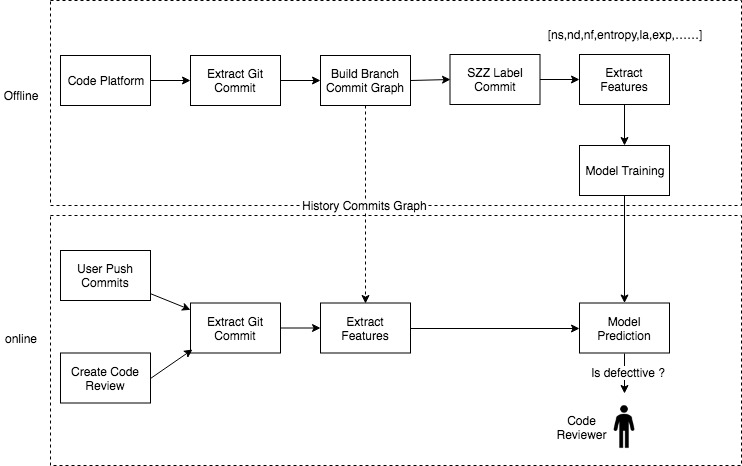 [ns,nd,nf,entropy,la,exp,......]
Offline
Code Platform
Extract Git
Commit
Build Branch
Commit Graph
SZZ Label
Commit
Extract
Features
Model Training
History Commits Graph
online
User Push
Commits
Create Code
Review
Extract Git
Commit
Extract
Features
Model
Prediction
Is defecttive ?
Code
Reviewer